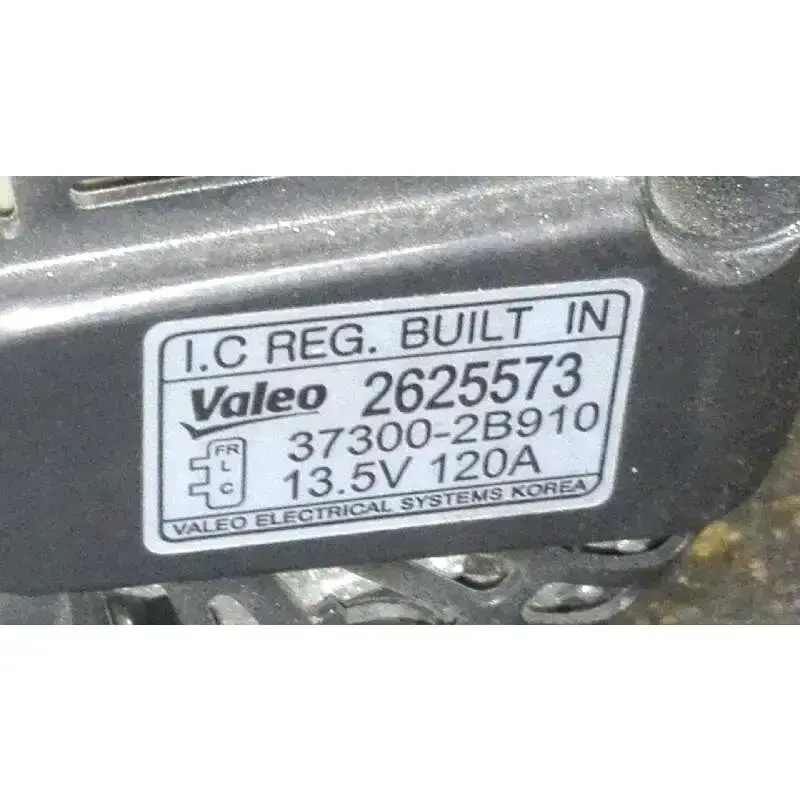 I.C REG. BUILT IN
Valeo 2625573
37300-2B910
FR
L
C
13.5V 120A
VALEO ELECTRICAL SYSTEMS KOREA